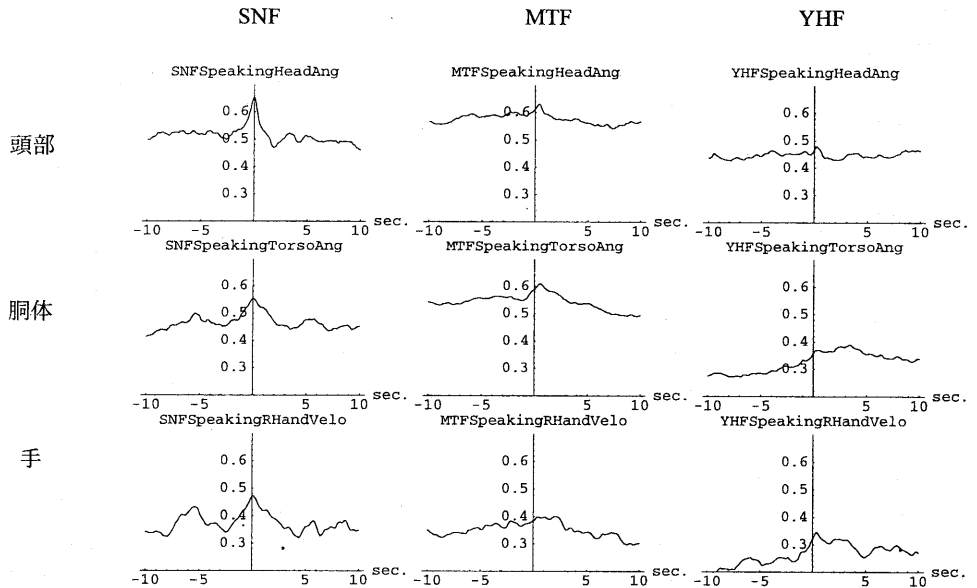 SNF MTF YHF
頭部
SNFSpeakingHeadAng MTFSpeakingHeadAng YHFSpeakingHeadAng
0.6 0.6 0.6
0.5 0.5 0.5
0.4 0.4 0.4
0.3 0.3 0.3
-10 -5 5 10 sec. -10 -5 5 10 sec. -10 -5 5 10 sec.
胴体
SNFSpeakingTorsoAng MTFSpeakingTorsoAng YHFSpeakingTorsoAng
0.6 0.6 0.6
0.5 0.5 0.5
0.4 0.4 0.4
0.3 0.3 0.3
-10 -5 5 10 sec. -10 -5 5 10 sec. -10 -5 5 10 sec.
手
SNFSpeakingRHandVelo MTFSpeakingRHandVelo YHFSpeakingRHandVelo
0.6 0.6 0.6
0.5 0.5 0.5
0.4 0.4 0.4
0.3 0.3 0.3
-10 -5 5 10 sec. -10 -5 5 10 sec. -10 -5 5 10 sec.